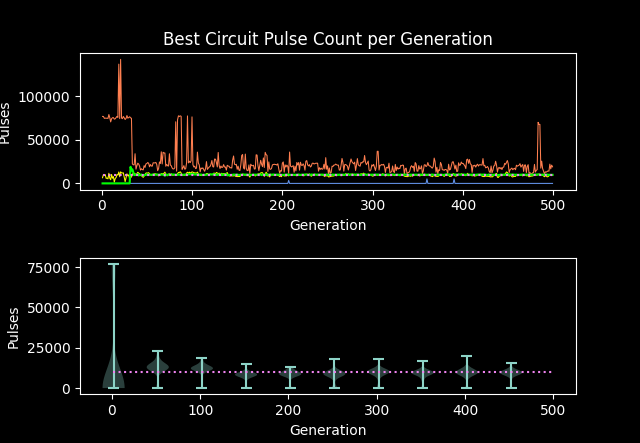 Best Circuit Pulse Count per Generation
100000
50000
0
Pulses
0 100 200 300 400 500
Generation
75000
50000
25000
0
Pulses
0 100 200 300 400 500
Generation